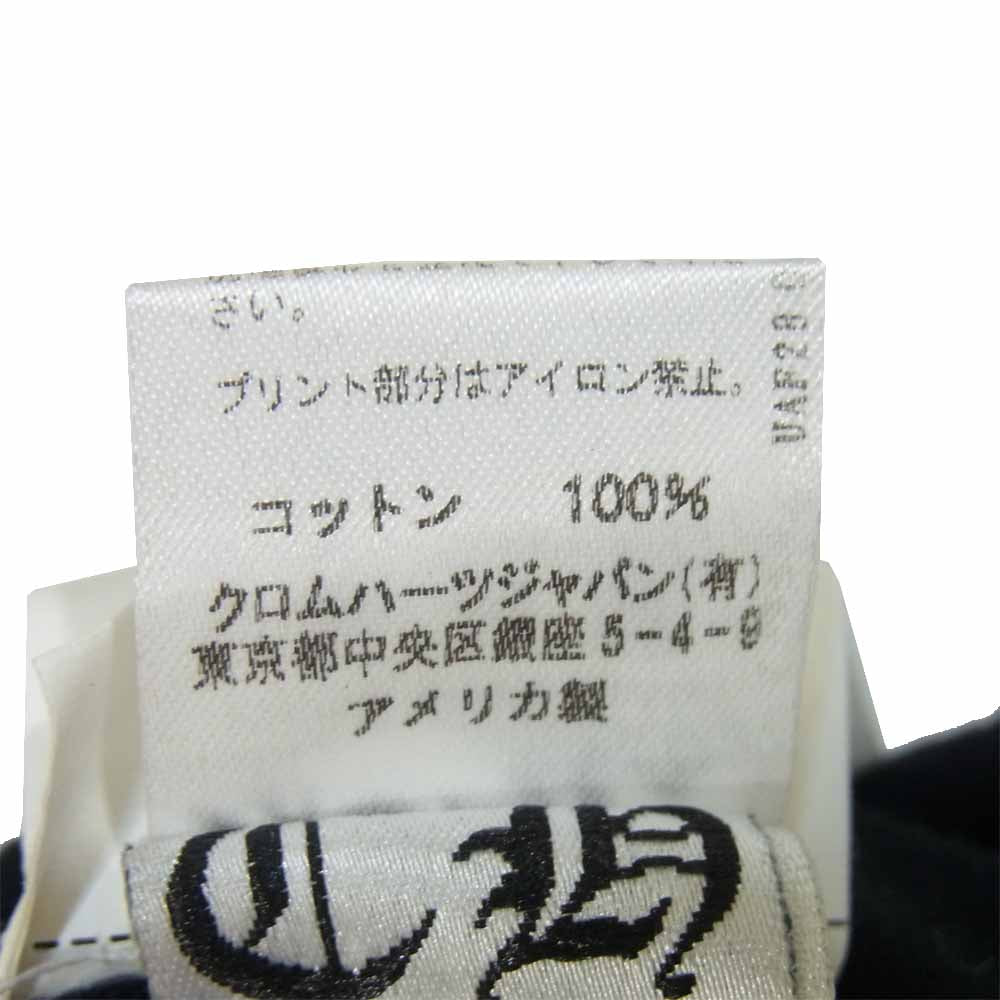 さい。
プリント部分はアイロン禁止。
コットン 100%
クロムハーツジャパン(有)
東京都中央区銀座5-4-6
アメリカ製
CH